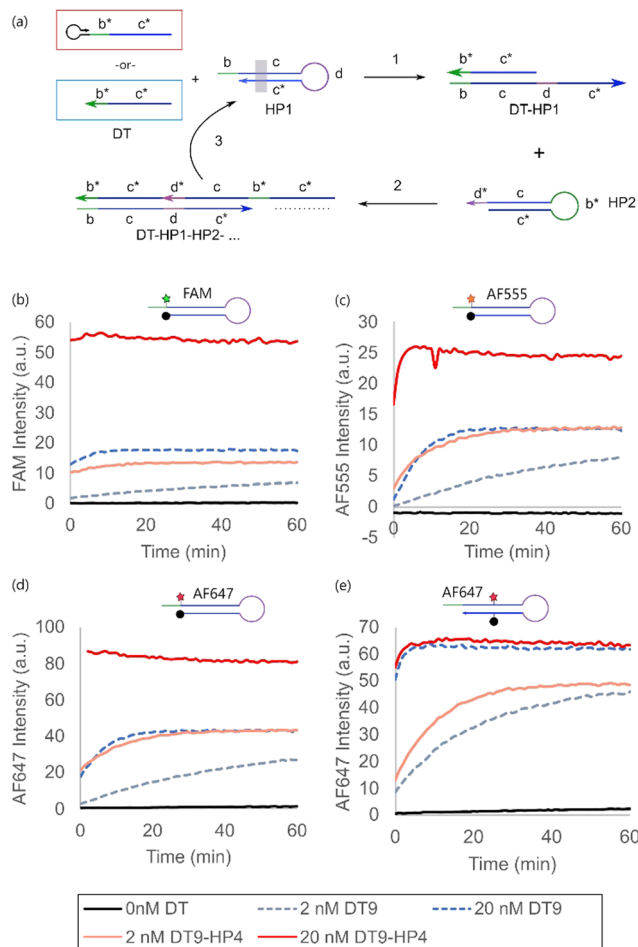 (a)
b* c*
-or-
b* c*
DT
+
b c d
c*
HP1
1
b* c*
b c d c*
DT-HP1
3
+
b* c* d* c b* c*
b c d c*
DT-HP1-HP2- ...
2
d* c b* HP2
c*
(b)
FAM
FAM Intensity (a.u.)
60
50
40
30
20
10
0
0 20 40 60
Time (min)
(c)
AF555
AF555 Intensity (a.u.)
30
25
20
15
10
5
0
-5
0 20 40 60
Time (min)
(d)
AF647
AF647 Intensity (a.u.)
100
80
60
40
20
0
0 20 40 60
Time (min)
(e)
AF647
AF647 Intensity (a.u.)
70
60
50
40
30
20
10
0
0 20 40 60
Time (min)
0nM DT 2 nM DT9 20 nM DT9
2 nM DT9-HP4 20 nM DT9-HP4